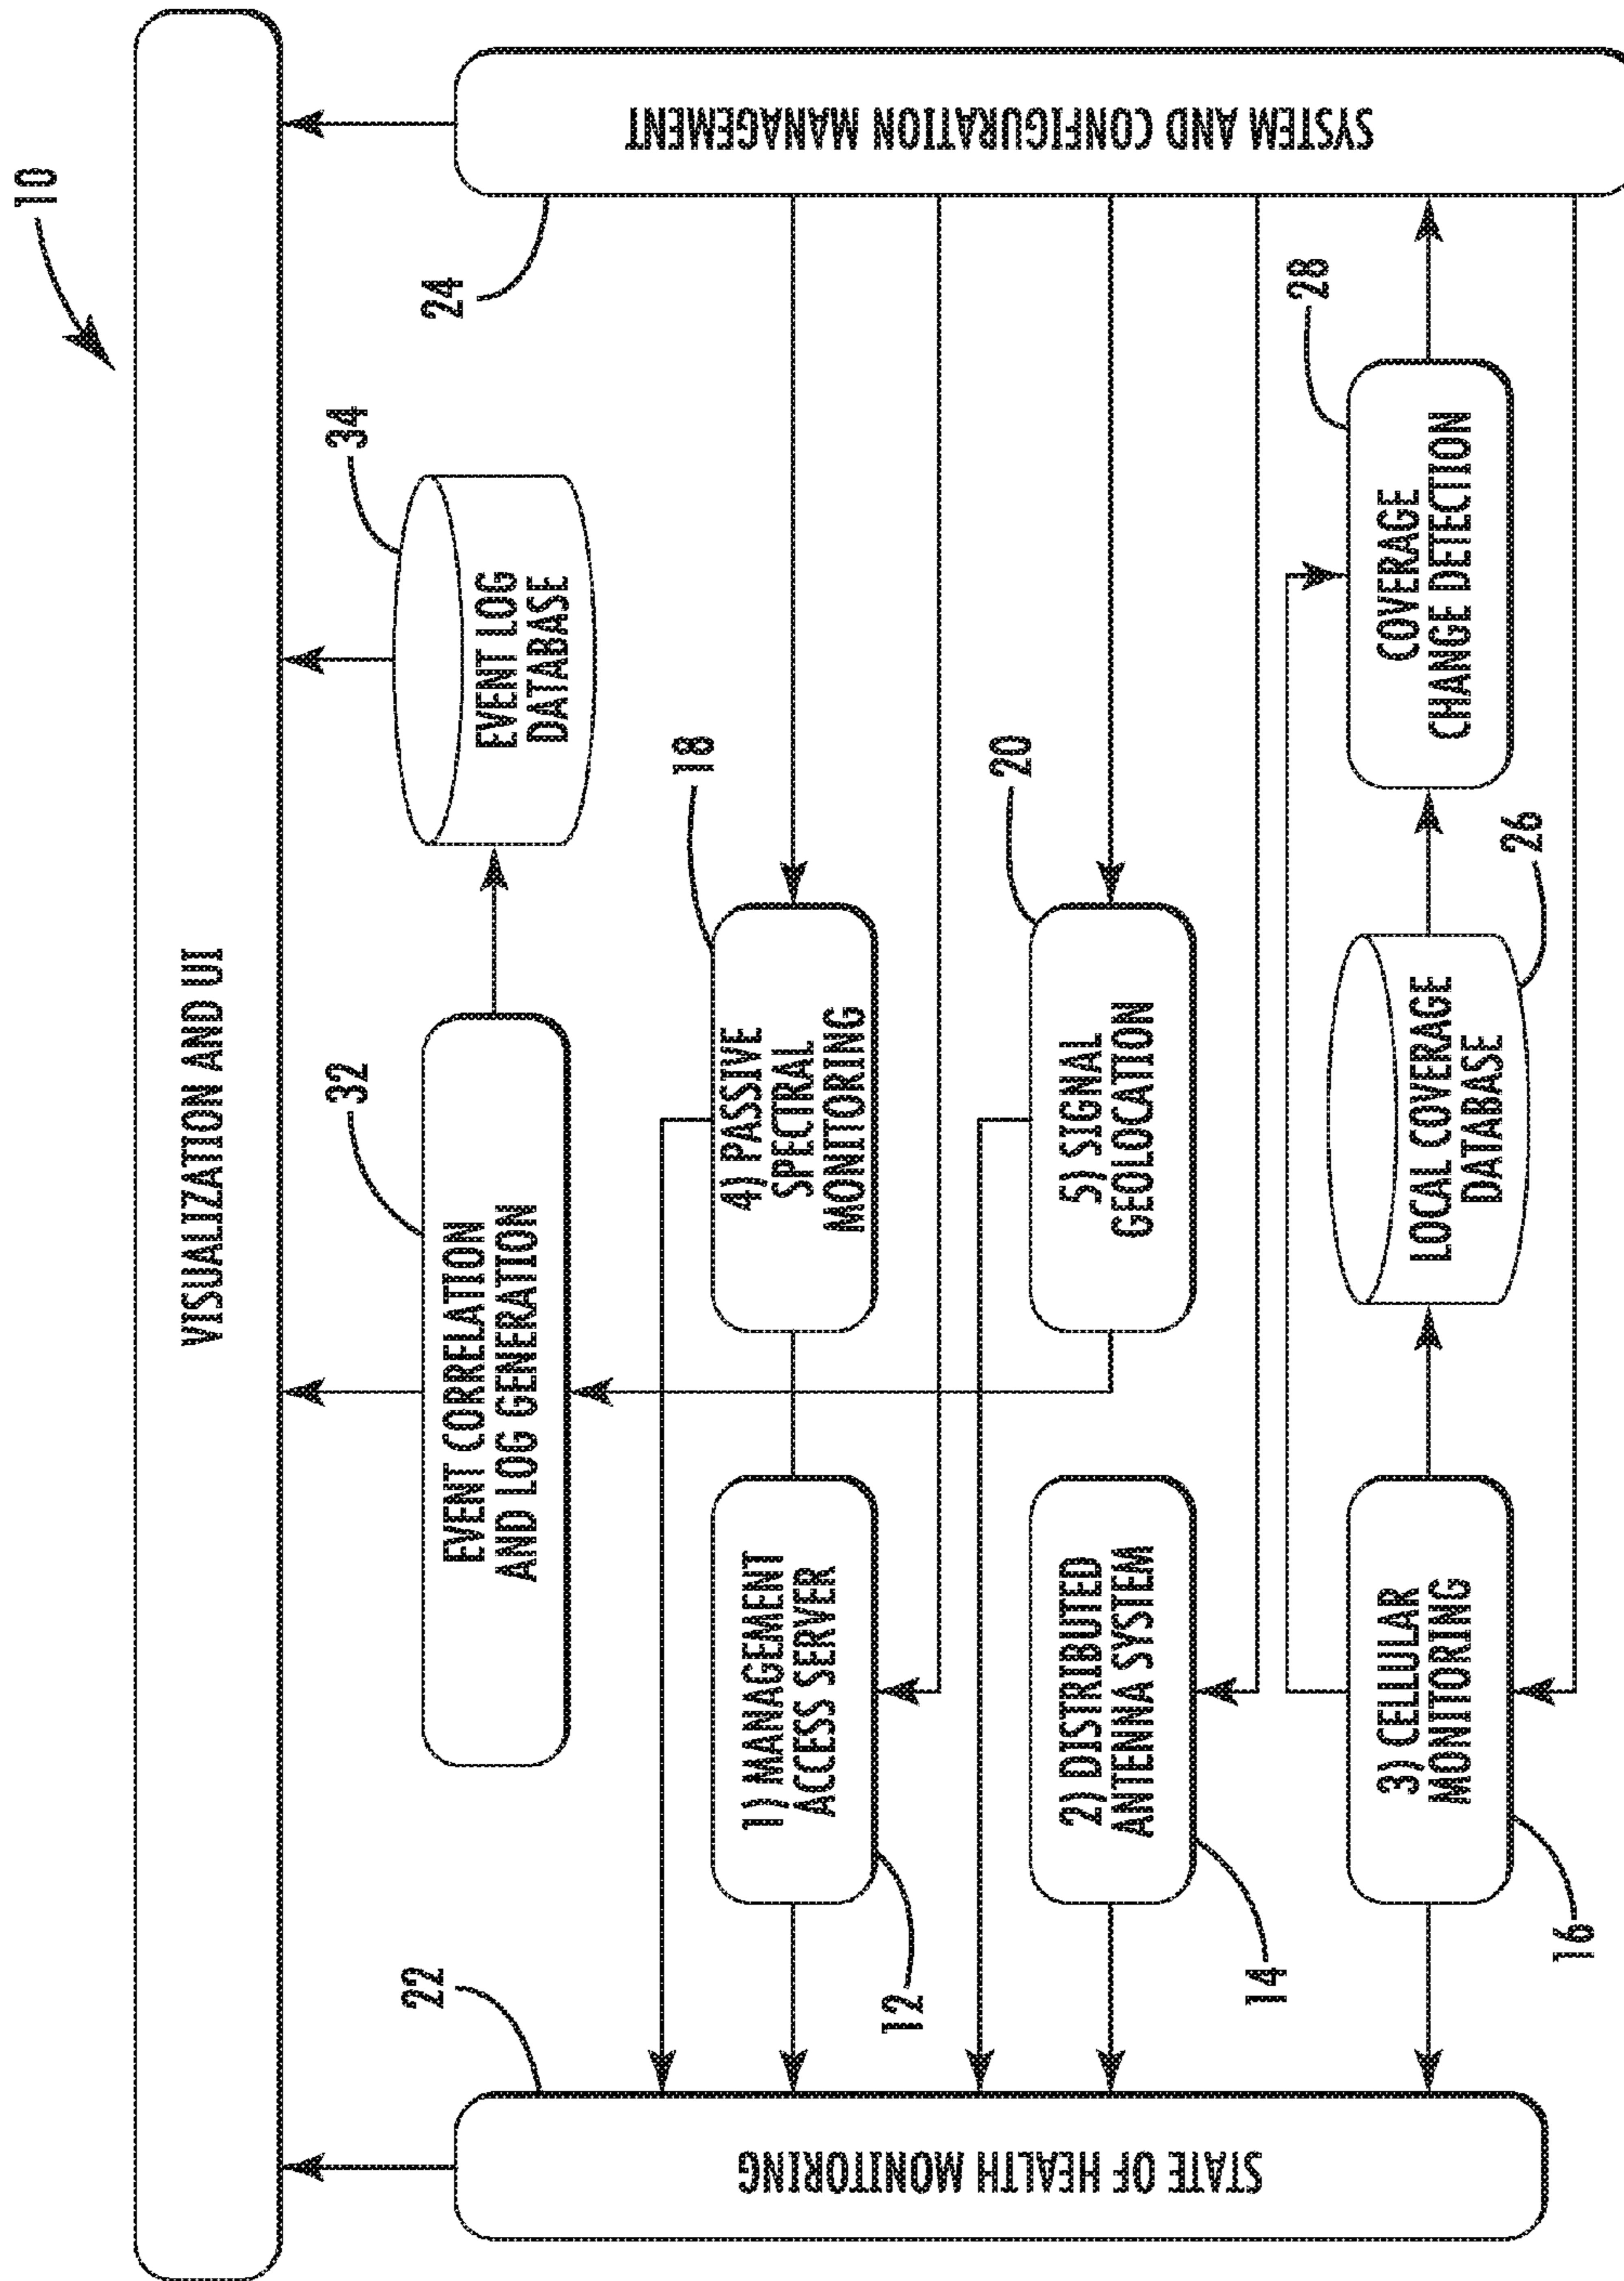 10
VISUALIZATION AND UI
22
STATE OF HEALTH MONITORING
32
EVENT CORRELATION
AND LOG GENERATION
34
EVENT LOG
DATABASE
24
SYSTEM AND CONFIGURATION MANAGEMENT
1) MANAGEMENT
ACCESS SERVER
12
18
4) PASSIVE
SPECTRAL
MONITORING
2) DISTRIBUTED
ANTENNA SYSTEM
14
20
5) SIGNAL
GEOLOCATION
3) CELLULAR
MONITORING
16
LOCAL COVERAGE
DATABASE
26
28
COVERAGE
CHANGE DETECTION